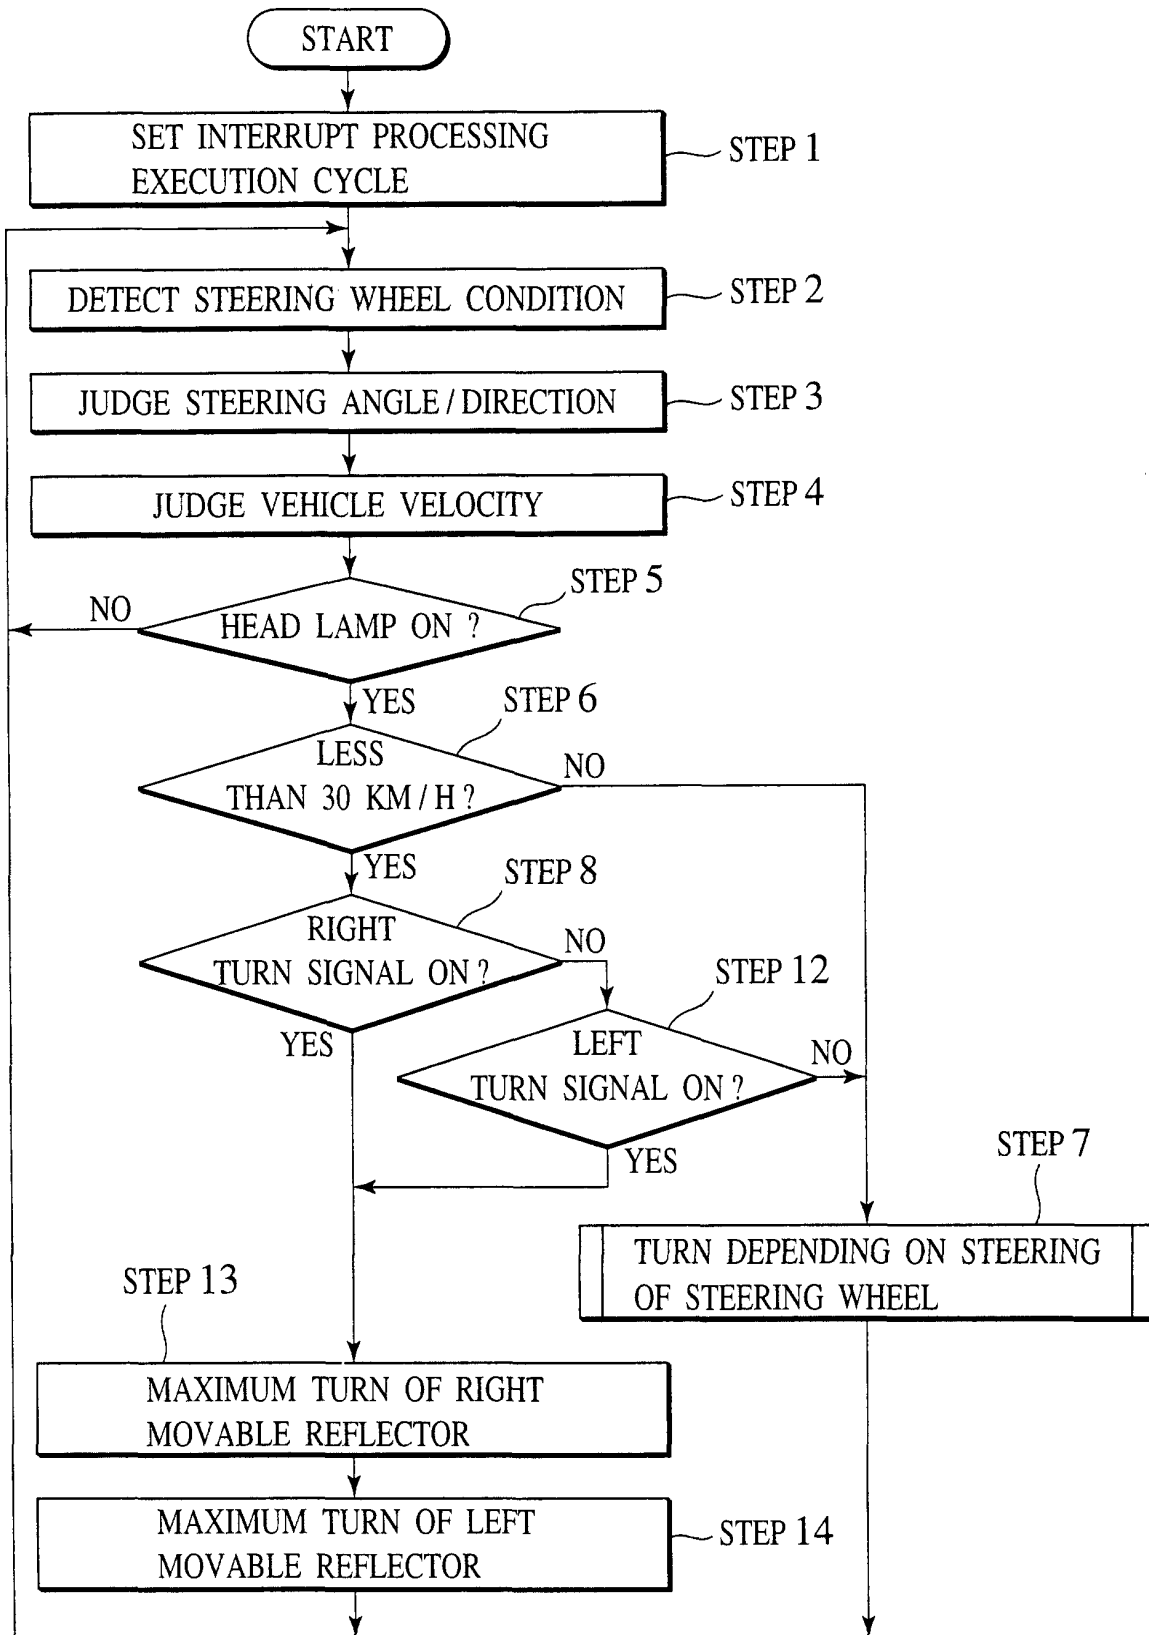 START
SET INTERRUPT PROCESSING
EXECUTION CYCLE
STEP 1
DETECT STEERING WHEEL CONDITION
STEP 2
JUDGE STEERING ANGLE / DIRECTION
STEP 3
JUDGE VEHICLE VELOCITY
STEP 4
STEP 5
NO
HEAD LAMP ON ?
YES
STEP 6
LESS
THAN 30 KM / H ?
NO
YES
STEP 8
RIGHT
TURN SIGNAL ON ?
NO
YES
STEP 12
LEFT
TURN SIGNAL ON ?
NO
YES
STEP 7
TURN DEPENDING ON STEERING
OF STEERING WHEEL
STEP 13
MAXIMUM TURN OF RIGHT
MOVABLE REFLECTOR
MAXIMUM TURN OF LEFT
MOVABLE REFLECTOR
STEP 14